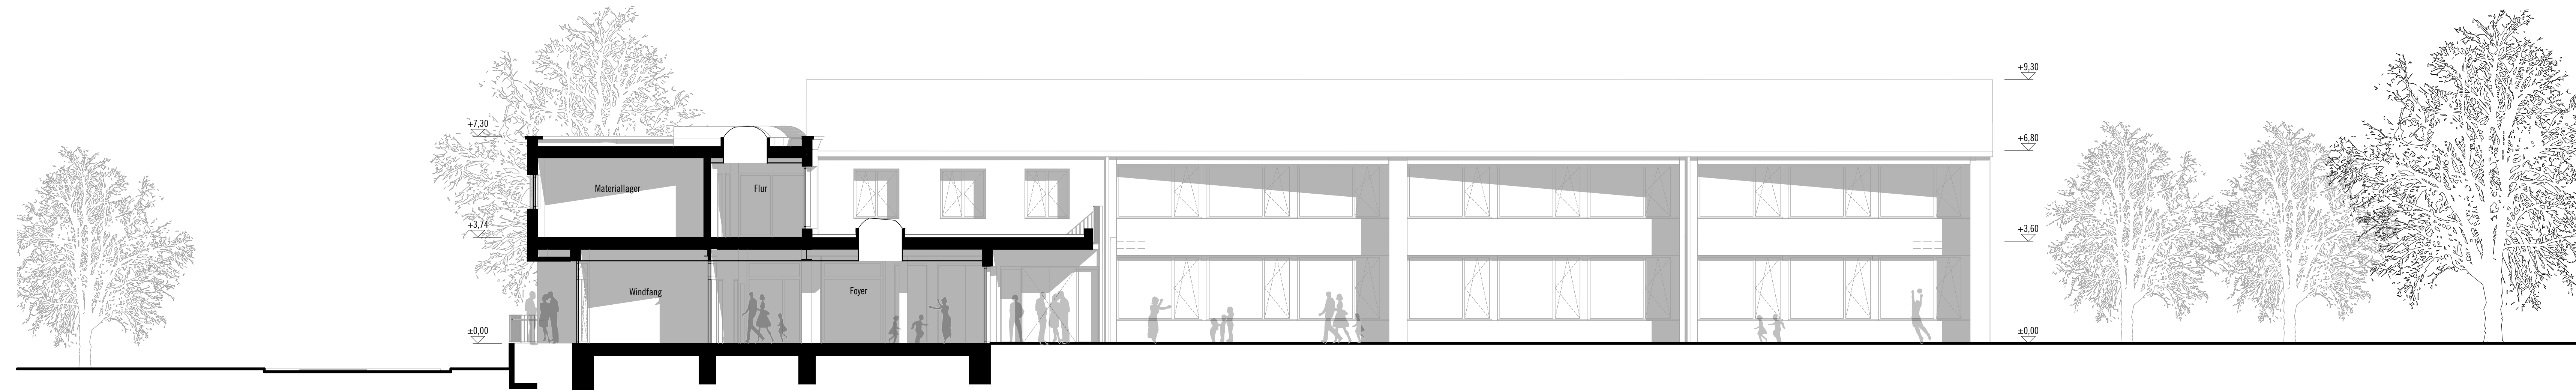 +9,30
+7,30
+6,80
Materiallager
Flur
+3,74
+3,60
Windfang
Foyer
±0,00
±0,00